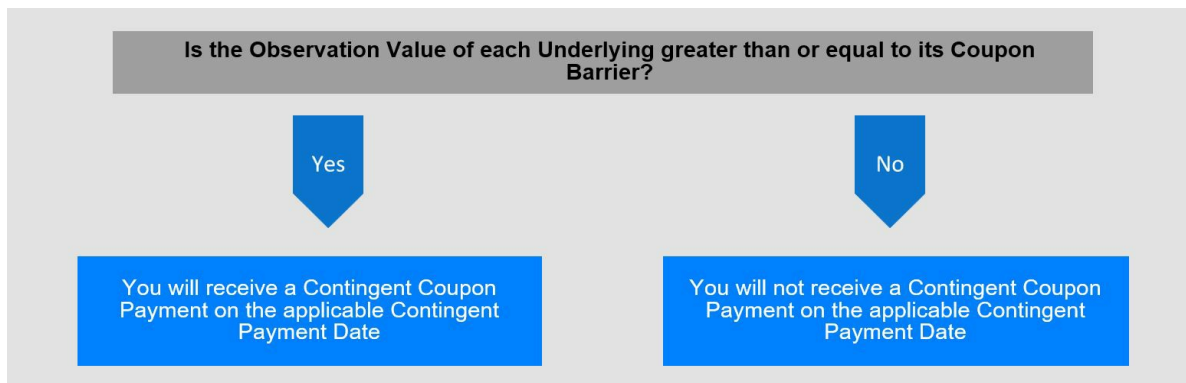 Is the Observation Value of each Underlying greater than or equal to its Coupon
Barrier?
Yes
No
You will receive a Contingent Coupon
Payment on the applicable Contingent
Payment Date
You will not receive a Contingent Coupon
Payment on the applicable Contingent
Payment Date